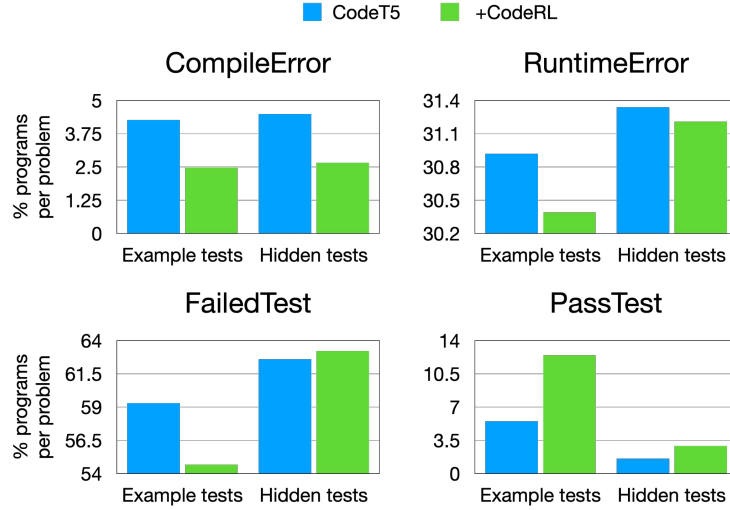 CodeT5 +CodeRL
CompileError
% programs per problem
5
3.75
2.5
1.25
0
Example tests Hidden tests
RuntimeError
31.4
31.1
30.8
30.5
30.2
Example tests Hidden tests
FailedTest
% programs per problem
64
61.5
59
56.5
54
Example tests Hidden tests
PassTest
14
10.5
7
3.5
0
Example tests Hidden tests